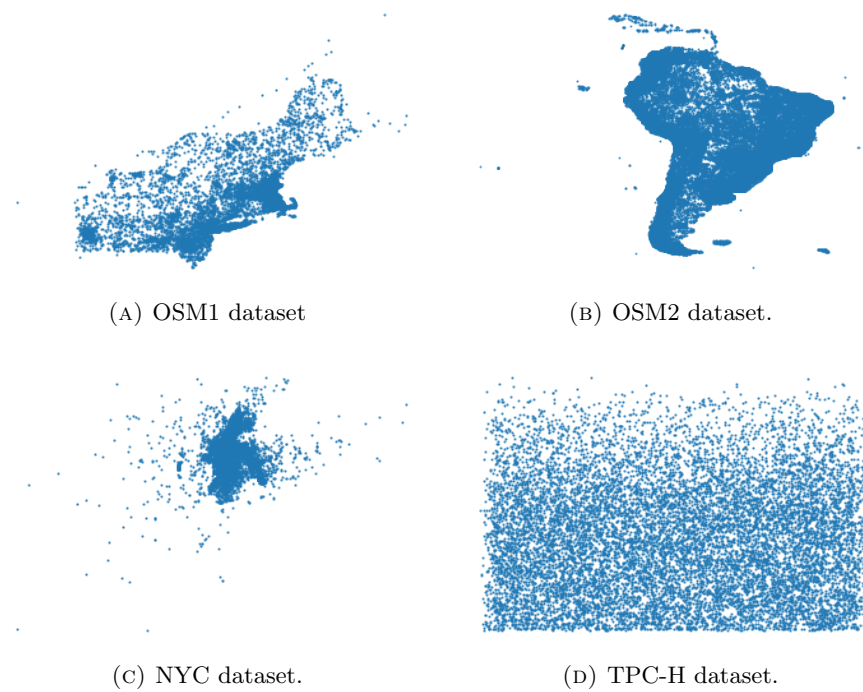 (A) OSM1 dataset
(B) OSM2 dataset.
(C) NYC dataset.
(D) TPC-H dataset.